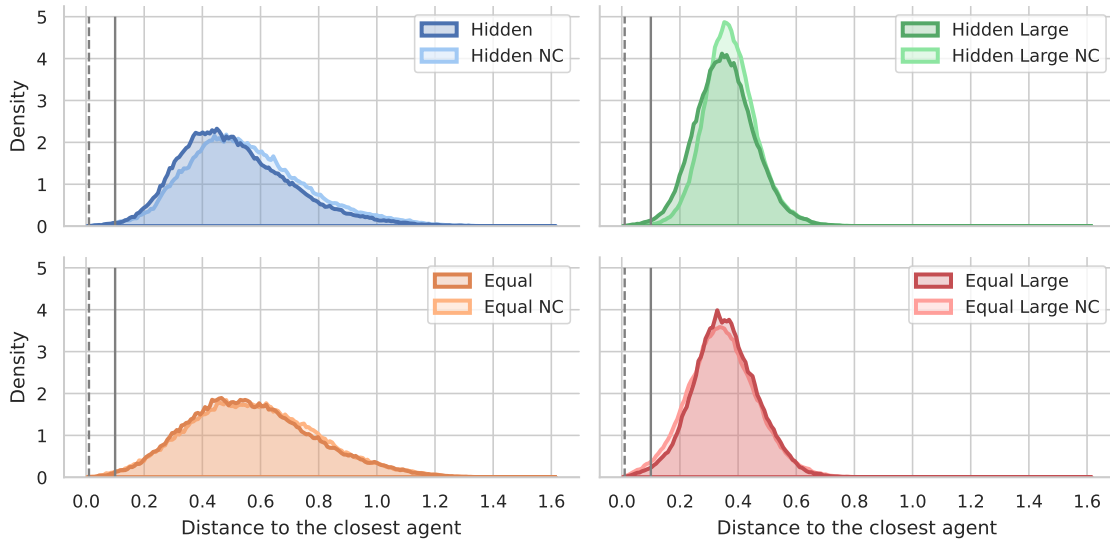 5
4
3
2
1
0
Density
Hidden
Hidden NC
Hidden Large
Hidden Large NC
5
4
3
2
1
0
Density
Equal
Equal NC
0.0 0.2 0.4 0.6 0.8 1.0 1.2 1.4 1.6
Distance to the closest agent
Equal Large
Equal Large NC
0.0 0.2 0.4 0.6 0.8 1.0 1.2 1.4 1.6
Distance to the closest agent